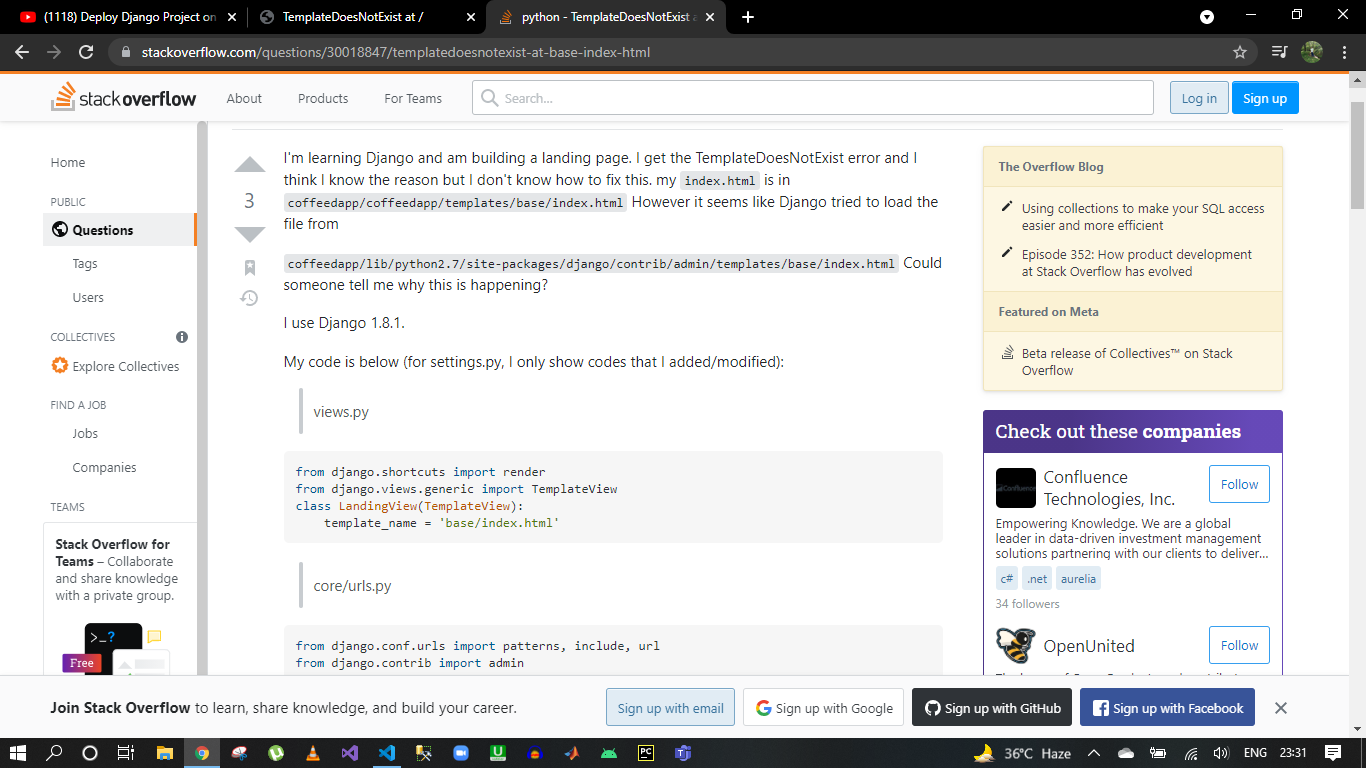 (1118) Deploy Django Project on
TemplateDoesNotExist at /
python - TemplateDoesNotExist a
stackoverflow.com/questions/30018847/templatedoesnotexist-at-base-index-html
stackoverflow
About
Products
For Teams
Search...
Log in
Sign up
Home
PUBLIC
Questions
Tags
Users
COLLECTIVES
Explore Collectives
FIND A JOB
Jobs
Companies
TEAMS
Stack Overflow for
Teams – Collaborate
and share knowledge
with a private group.
>_?
Free
3
I'm learning Django and am building a landing page. I get the TemplateDoesNotExist error and I
think I know the reason but I don't know how to fix this. my index.html is in
coffeedapp/coffeedapp/templates/base/index.html However it seems like Django tried to load the
file from
coffeedapp/lib/python2.7/site-packages/django/contrib/admin/templates/base/index.html Could
someone tell me why this is happening?
I use Django 1.8.1.
My code is below (for settings.py, I only show codes that I added/modified):
views.py
from django.shortcuts import render
from django.views.generic import TemplateView
class LandingView(TemplateView):
    template_name = 'base/index.html'
core/urls.py
from django.conf.urls import patterns, include, url
from django.contrib import admin
The Overflow Blog
Using collections to make your SQL access
easier and more efficient
Episode 352: How product development
at Stack Overflow has evolved
Featured on Meta
Beta release of Collectives™ on Stack
Overflow
Check out these companies
Confluence
Confluence
Technologies, Inc.
Follow
Empowering Knowledge. We are a global
leader in data-driven investment management
solutions partnering with our clients to deliver...
c# .net aurelia
34 followers
OpenUnited
Follow
Join Stack Overflow to learn, share knowledge, and build your career.
Sign up with email
Sign up with Google
Sign up with GitHub
Sign up with Facebook
PC
36°C Haze
ENG
23:31